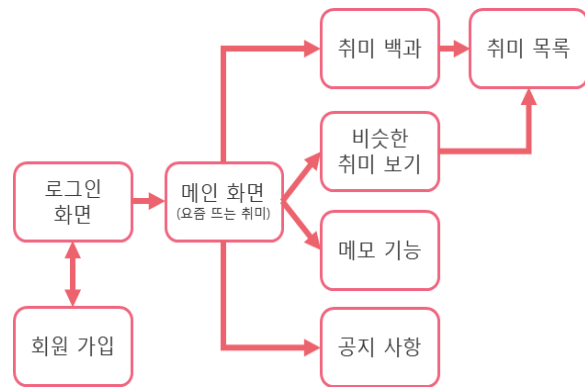 취미 백과
취미 목록
비슷한
취미 보기
로그인
화면
메인 화면
(요즘 뜨는 취미)
메모 기능
회원 가입
공지 사항